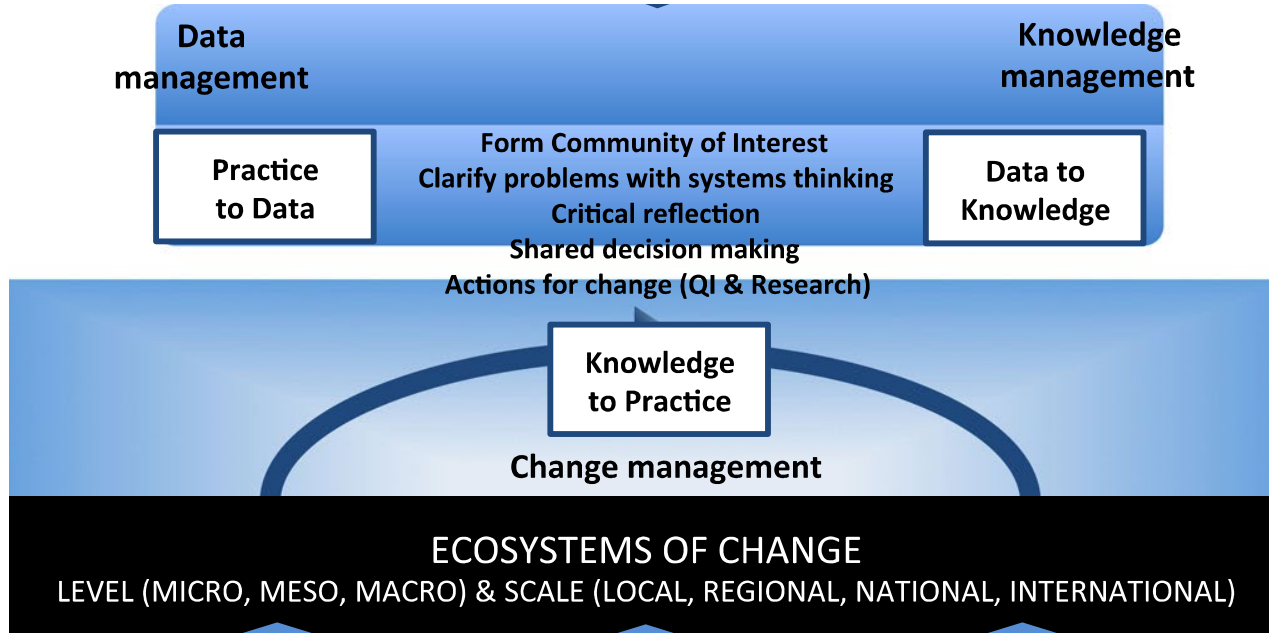 Data
management
Knowledge
management
Practice
to Data
Form Community of Interest
Clarify problems with systems thinking
Critical reflection
Shared decision making
Actions for change (QI & Research)
Data to
Knowledge
Knowledge
to Practice
Change management
ECOSYSTEMS OF CHANGE
LEVEL (MICRO, MESO, MACRO) & SCALE (LOCAL, REGIONAL, NATIONAL, INTERNATIONAL)